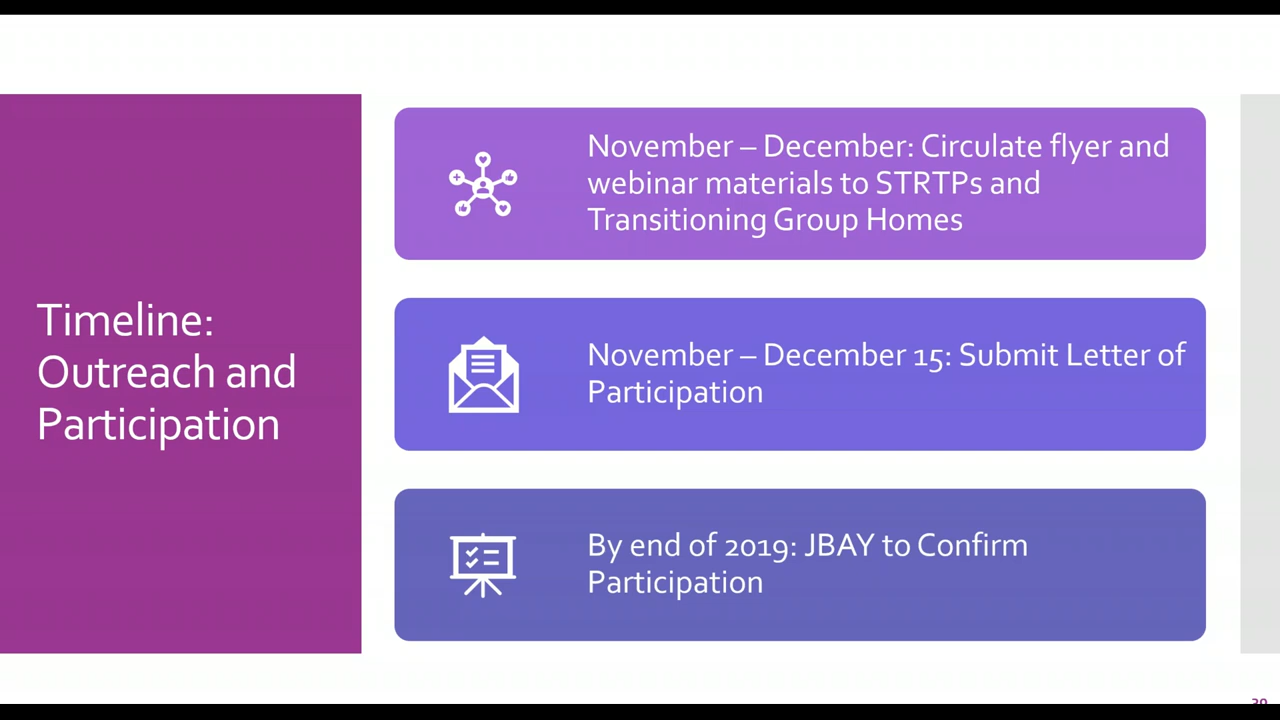 Timeline:
Outreach and
Participation
November – December: Circulate flyer and
webinar materials to STRTPs and
Transitioning Group Homes
November – December 15: Submit Letter of
Participation
By end of 2019: JBAY to Confirm
Participation